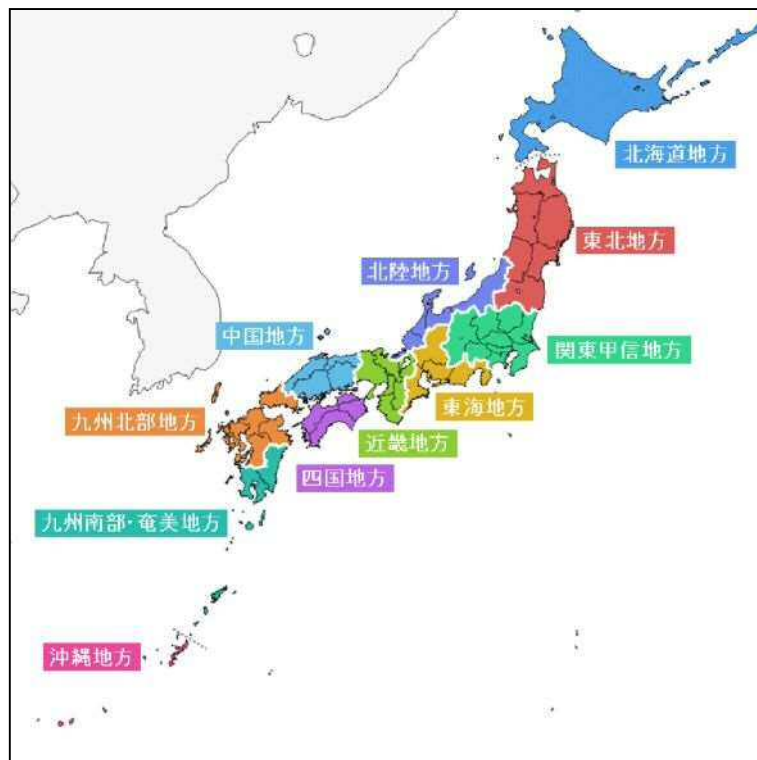 北海道地方
東北地方
北陸地方
中国地方
関東甲信地方
東海地方
九州北部地方
近畿地方
四国地方
九州南部・奄美地方
沖縄地方